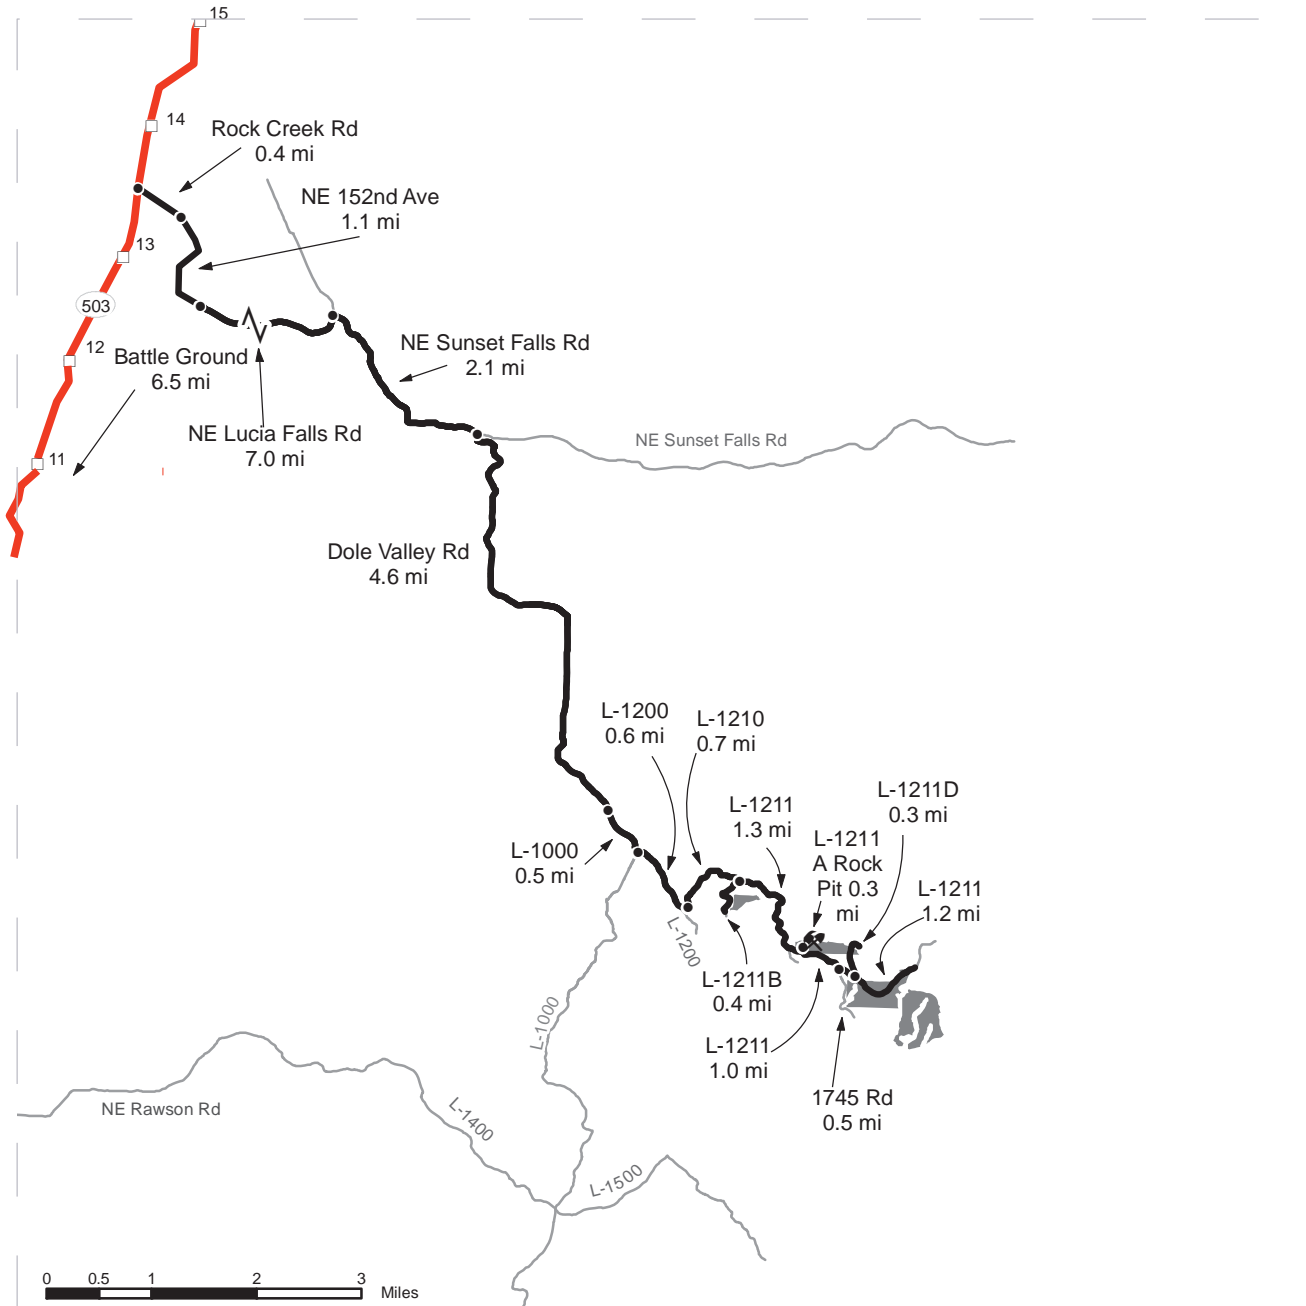 15
14
Rock Creek Rd
0.4 mi
NE 152nd Ave
1.1 mi
13
503
12
Battle Ground
6.5 mi
NE Sunset Falls Rd
2.1 mi
NE Lucia Falls Rd
7.0 mi
NE Sunset Falls Rd
11
Dole Valley Rd
4.6 mi
L-1200
0.6 mi
L-1210
0.7 mi
L-1211
1.3 mi
L-1211D
0.3 mi
L-1211
A Rock
Pit 0.3
mi
L-1000
0.5 mi
L-1211
1.2 mi
L-1200
L-1211B
0.4 mi
L-1000
L-1211
1.0 mi
1745 Rd
0.5 mi
NE Rawson Rd
L-1400
L-1500
0 0.5 1 2 3
Miles